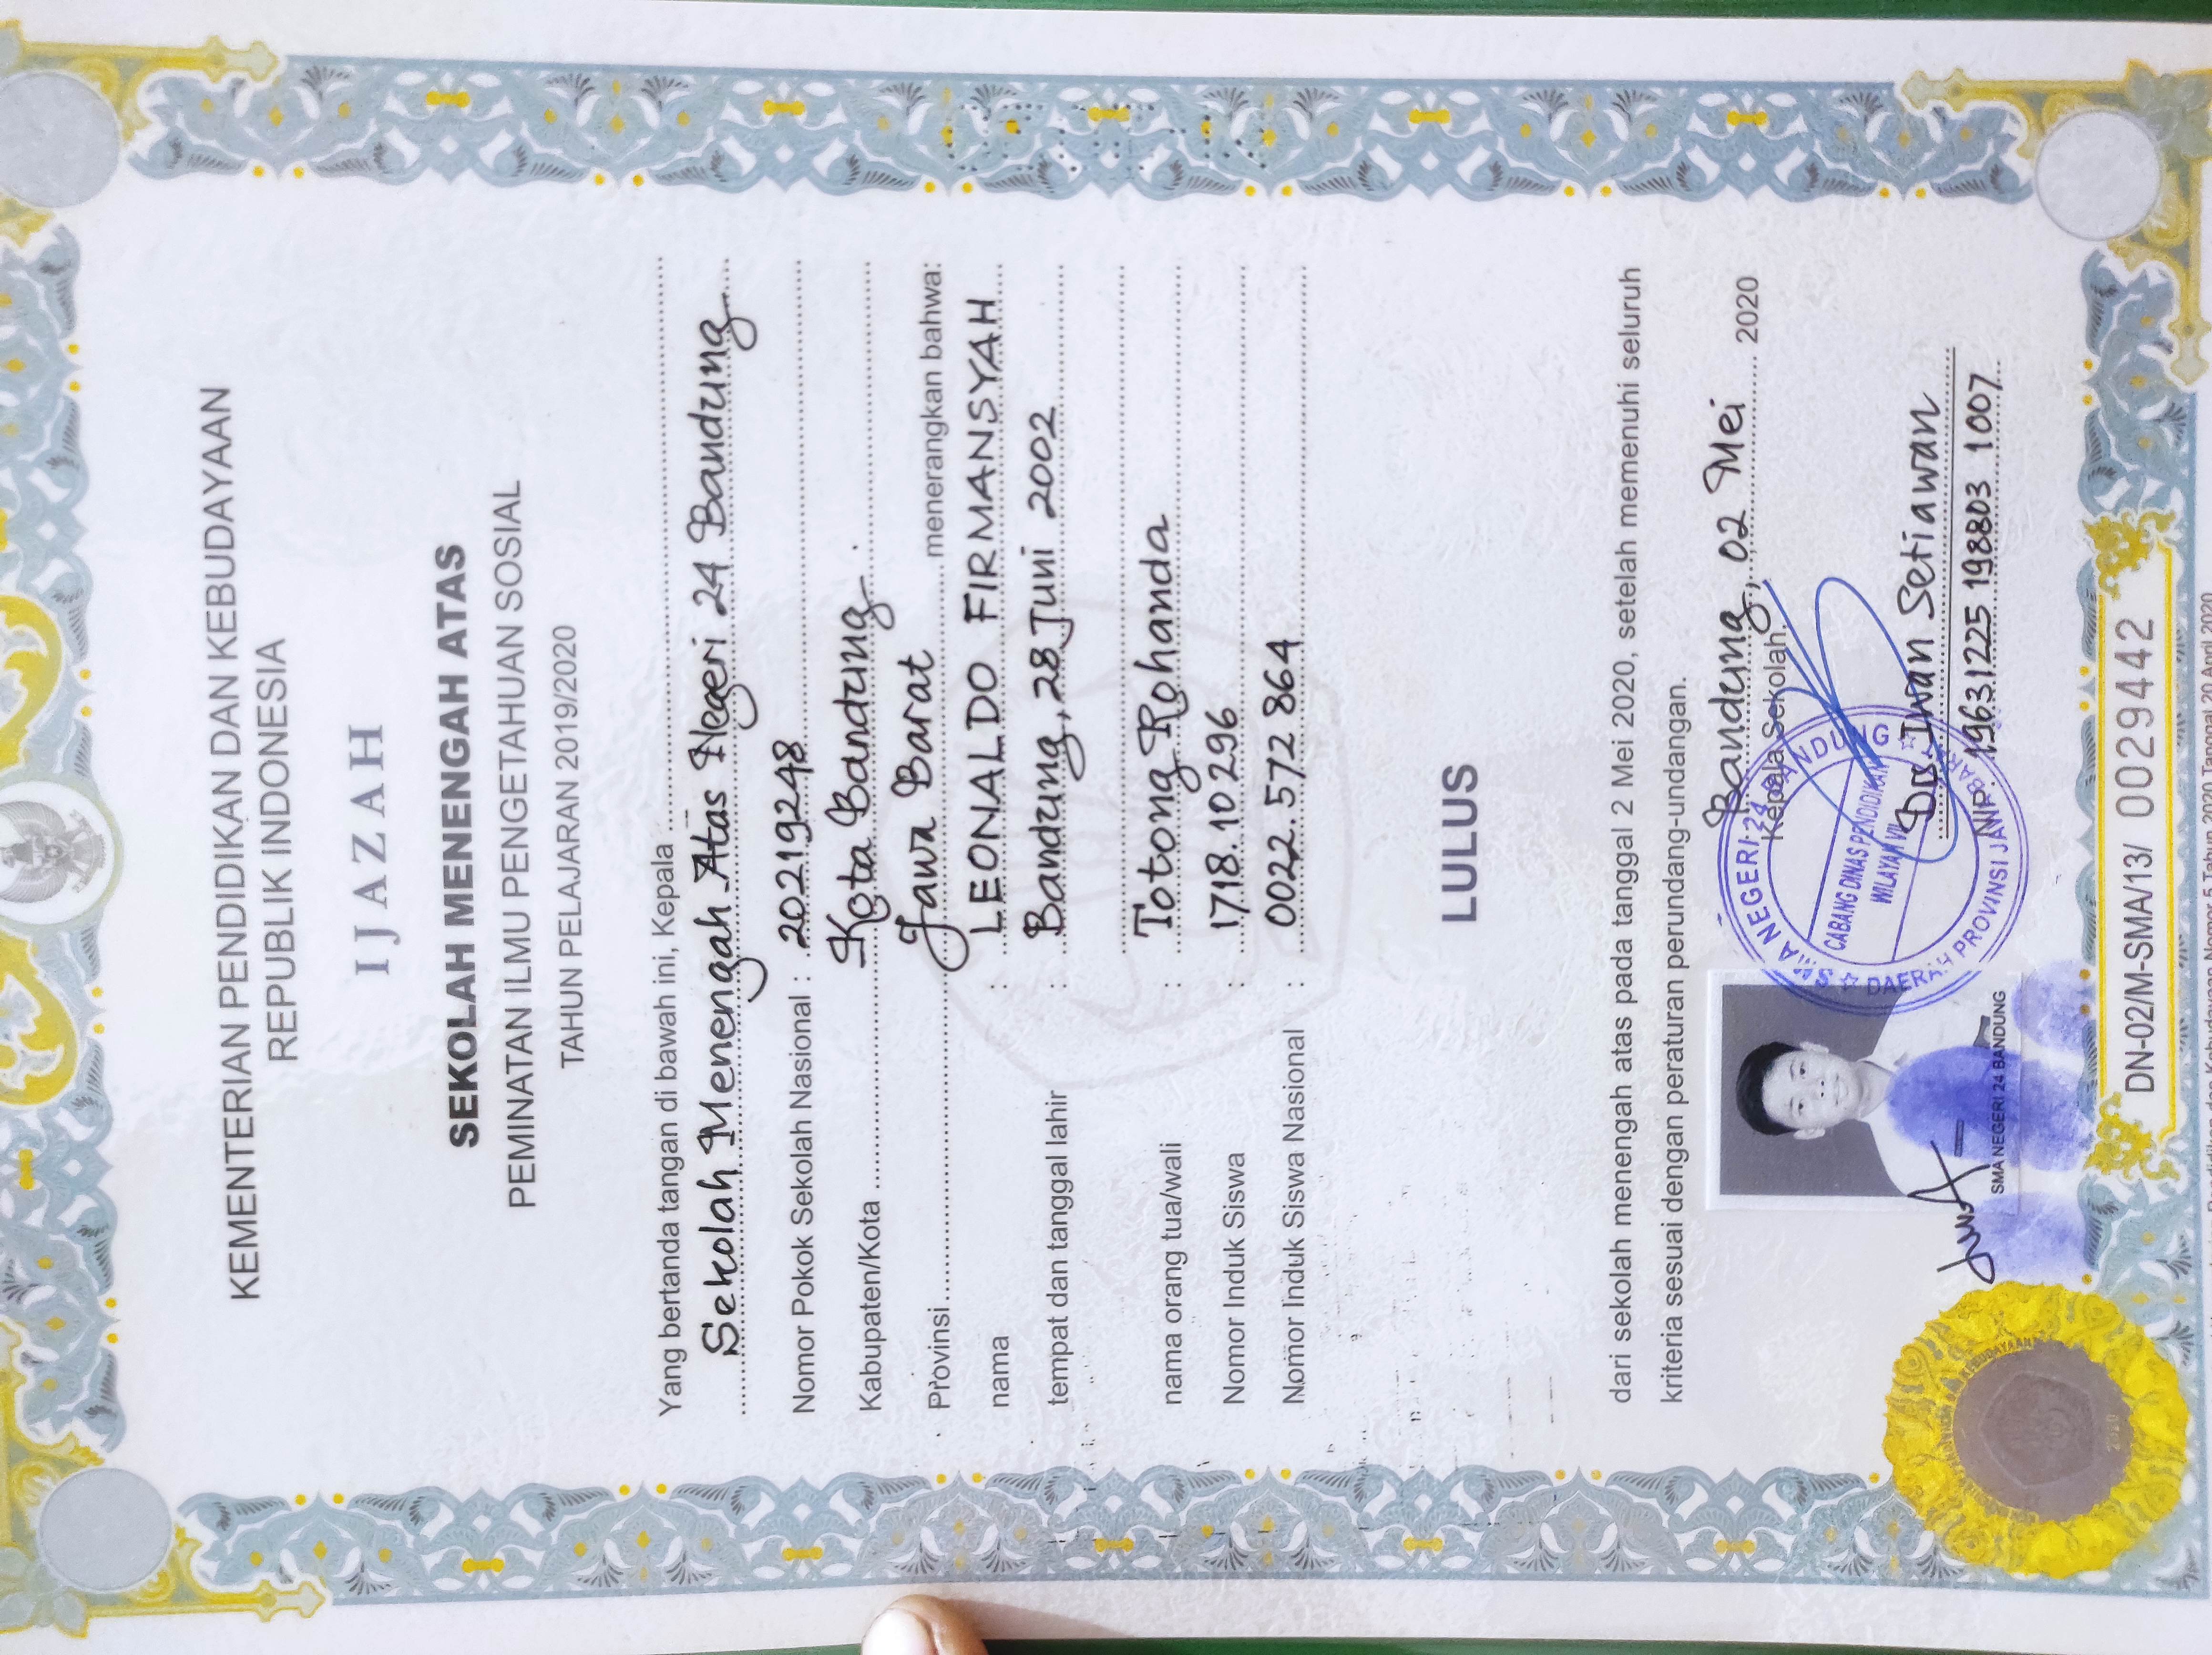 KEMENTERIAN PENDIDIKAN DAN KEBUDAYAAN
REPUBLIK INDONESIA
IJAZAH
SEKOLAH MENENGAH ATAS
PEMINATAN ILMU PENGETAHUAN SOSIAL
TAHUN PELAJARAN 2019/2020
Yang bertanda tangan di bawah ini, Kepala
Sekolah Menengah Atas Negeri 24 Bandung
Nomor Pokok Sekolah Nasional : 20219248
Kabupaten/Kota Kota Bandung
Provinsi Jawa Barat menerangkan bahwa:
nama : LEONALDO FIRMANSYAH
tempat dan tanggal lahir : Bandung, 28 Juni 2002
nama orang tua/wali : Totong Rohanda
Nomor Induk Siswa : 1718.10 296
Nomor Induk Siswa Nasional : 0022.572 864
LULUS
dari sekolah menengah atas pada tanggal 2 Mei 2020, setelah memenuhi seluruh
kriteria sesuai dengan peraturan perundang-undangan.
Bandung, 02 Mei 2020
Kepala Sekolah,
SMA NEGERI 24 BANDUNG
CABANG DINAS PENDIDIKAN
WILAYAH VII
DAERAH PROVINSI JAWA BARAT
Drs. Iwan Setiawan
NIP. 19631225 198803 1007
SMA NEGERI 24 BANDUNG
2020
DN-02/M-SMA/13/ 0029442
Pendidikan dan Kebudayaan Nomor 5 Tahun 2020 Tanggal 20 April 2020